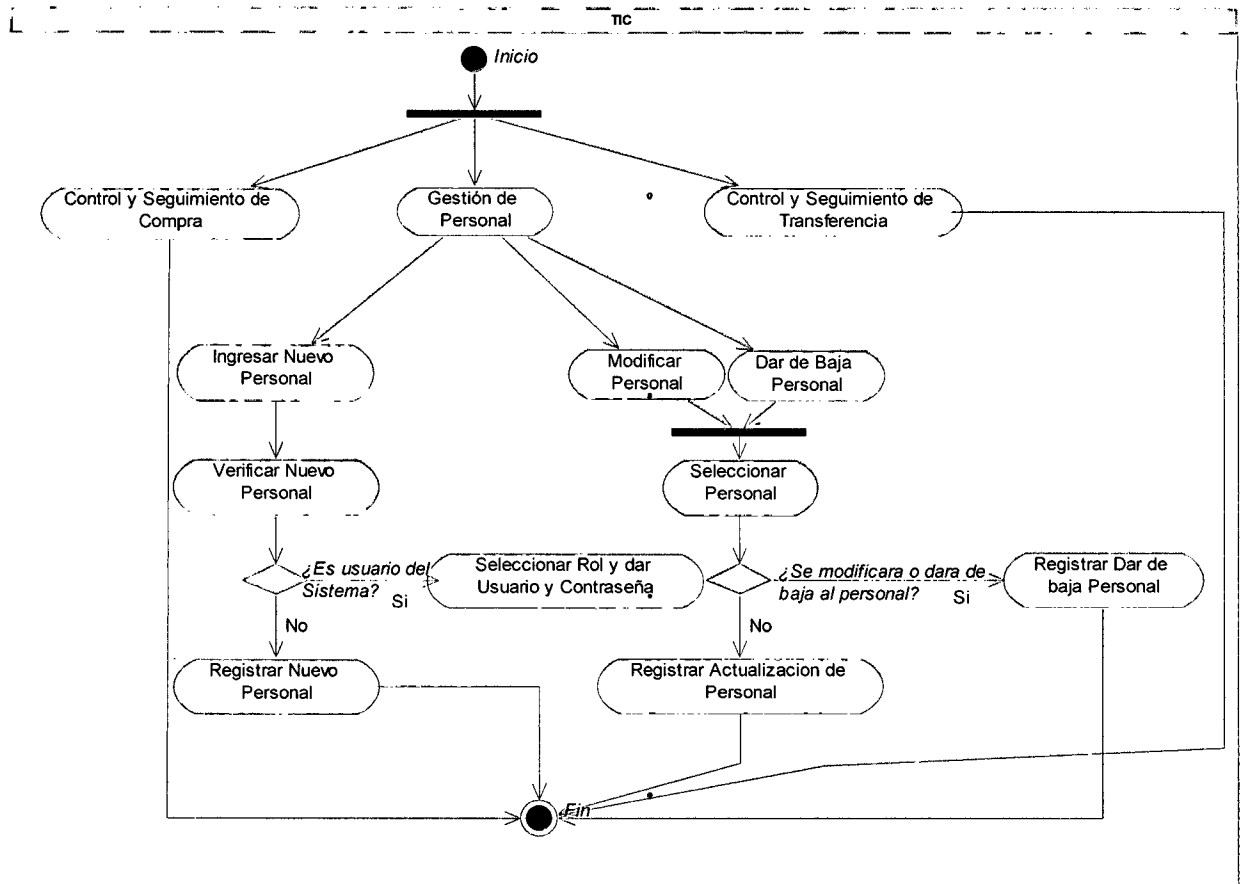 TIC
Inicio
Control y Seguimiento de
Compra
Gestión de
Personal
Control y Seguimiento de
Transferencia
Ingresar Nuevo
Personal
Modificar
Personal
Dar de Baja
Personal
Verificar Nuevo
Personal
Seleccionar
Personal
¿Es usuario del
Sistema?
Si
Seleccionar Rol y dar
Usuario y Contraseña
¿Se modificara o dara de
baja al personal?
Si
Registrar Dar de
baja Personal
No
No
Registrar Nuevo
Personal
Registrar Actualizacion de
Personal
Fin